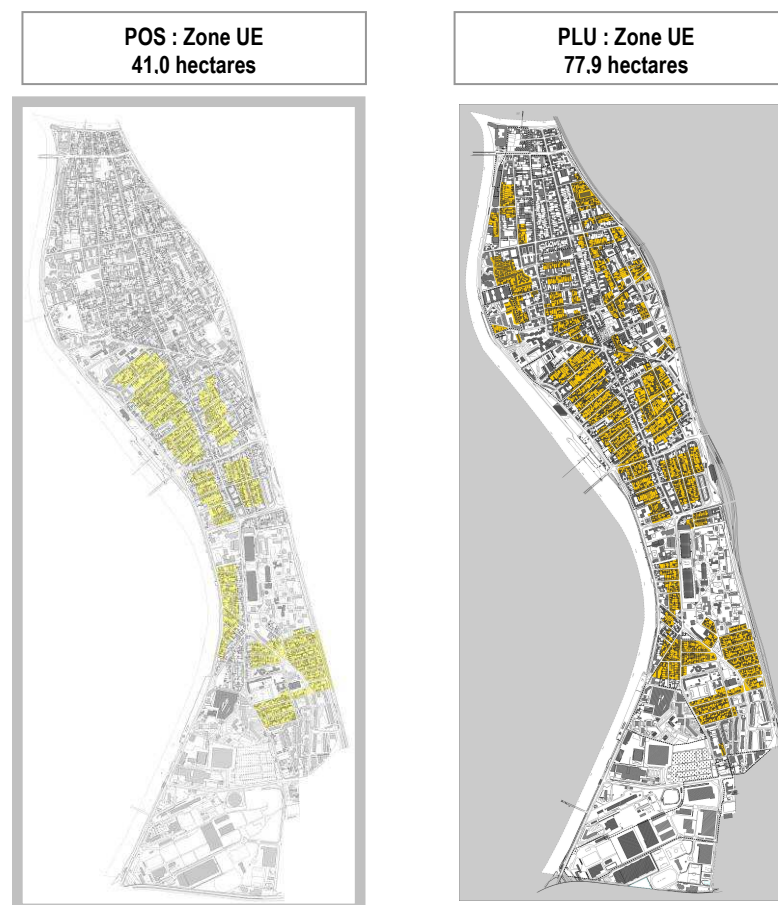 POS : Zone UE
41,0 hectares
PLU : Zone UE
77,9 hectares